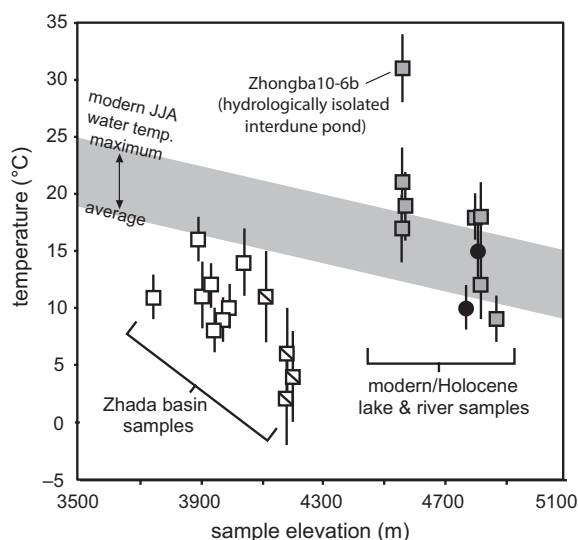 35
30
25
20
15
10
5
0
–5
temperature (°C)
modern JJA
water temp.
maximum
average
Zhongba10-6b
(hydrologically isolated
interdune pond)
Zhada basin
samples
modern/Holocene
lake & river samples
3500
3900
4300
4700
5100
sample elevation (m)